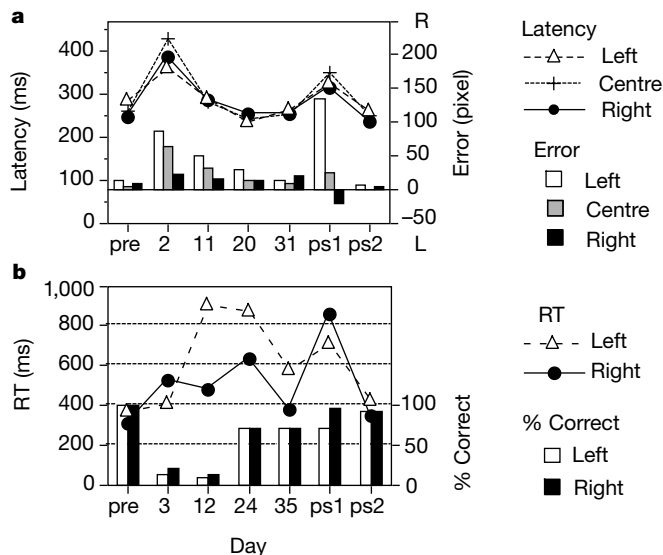 a
Latency (ms)
400
300
200
100
0
R
200
150
100
50
0
−50
L
Error (pixel)
pre 2 11 20 31 ps1 ps2
Latency
Left
Centre
Right
Error
Left
Centre
Right
b
RT (ms)
1,000
800
600
400
200
0
100
50
0
% Correct
pre 3 12 24 35 ps1 ps2
Day
RT
Left
Right
% Correct
Left
Right